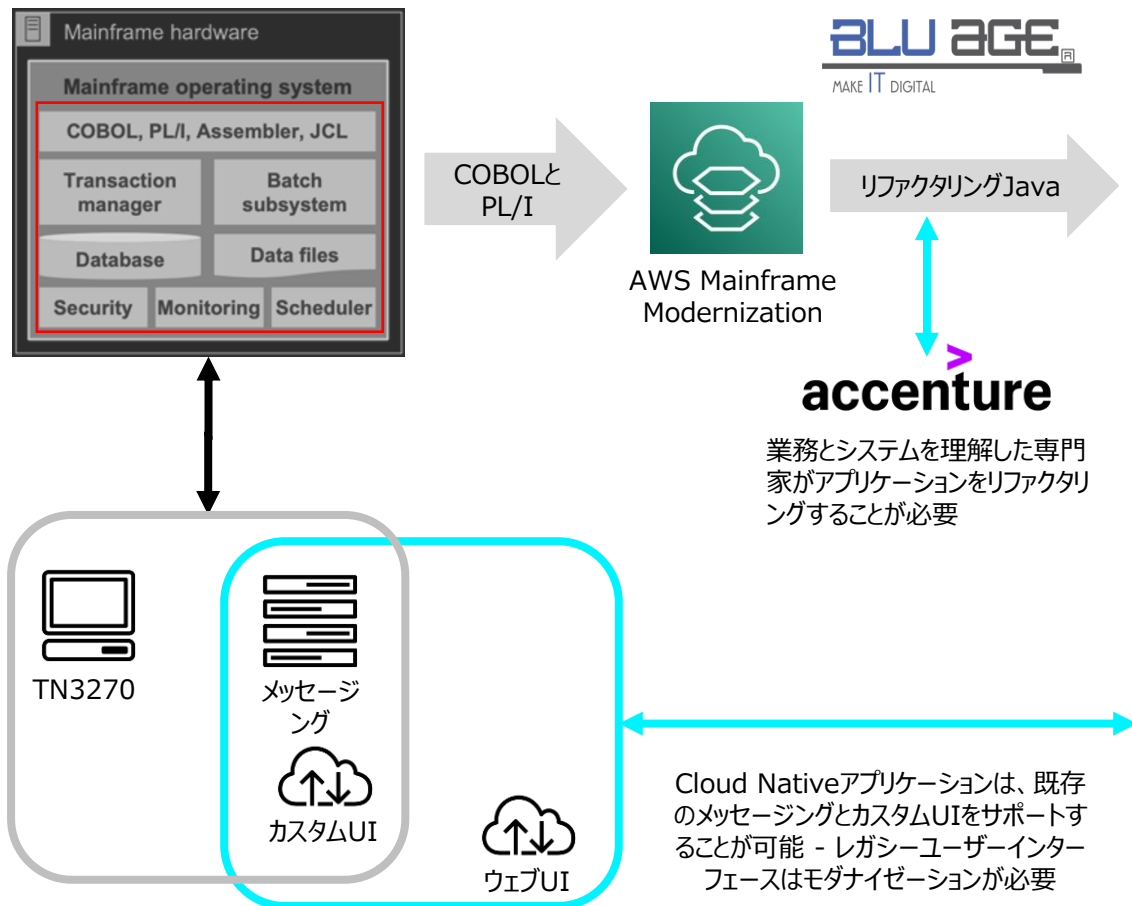 Mainframe hardware
Mainframe operating system
COBOL, PL/I, Assembler, JCL
Transaction
manager
Batch
subsystem
Database
Data files
Security
Monitoring
Scheduler
COBOLと
PL/I
AWS Mainframe
Modernization
BLU AGE®
MAKE IT DIGITAL
リファクタリングJava
accenture
業務とシステムを理解した専門
家がアプリケーションをリファクタリ
ングすることが必要
TN3270
メッセージ
ング
カスタムUI
ウェブUI
Cloud Nativeアプリケーションは、既存
のメッセージングとカスタムUIをサポートす
ることが可能 - レガシーユーザーインター
フェースはモダナイゼーションが必要